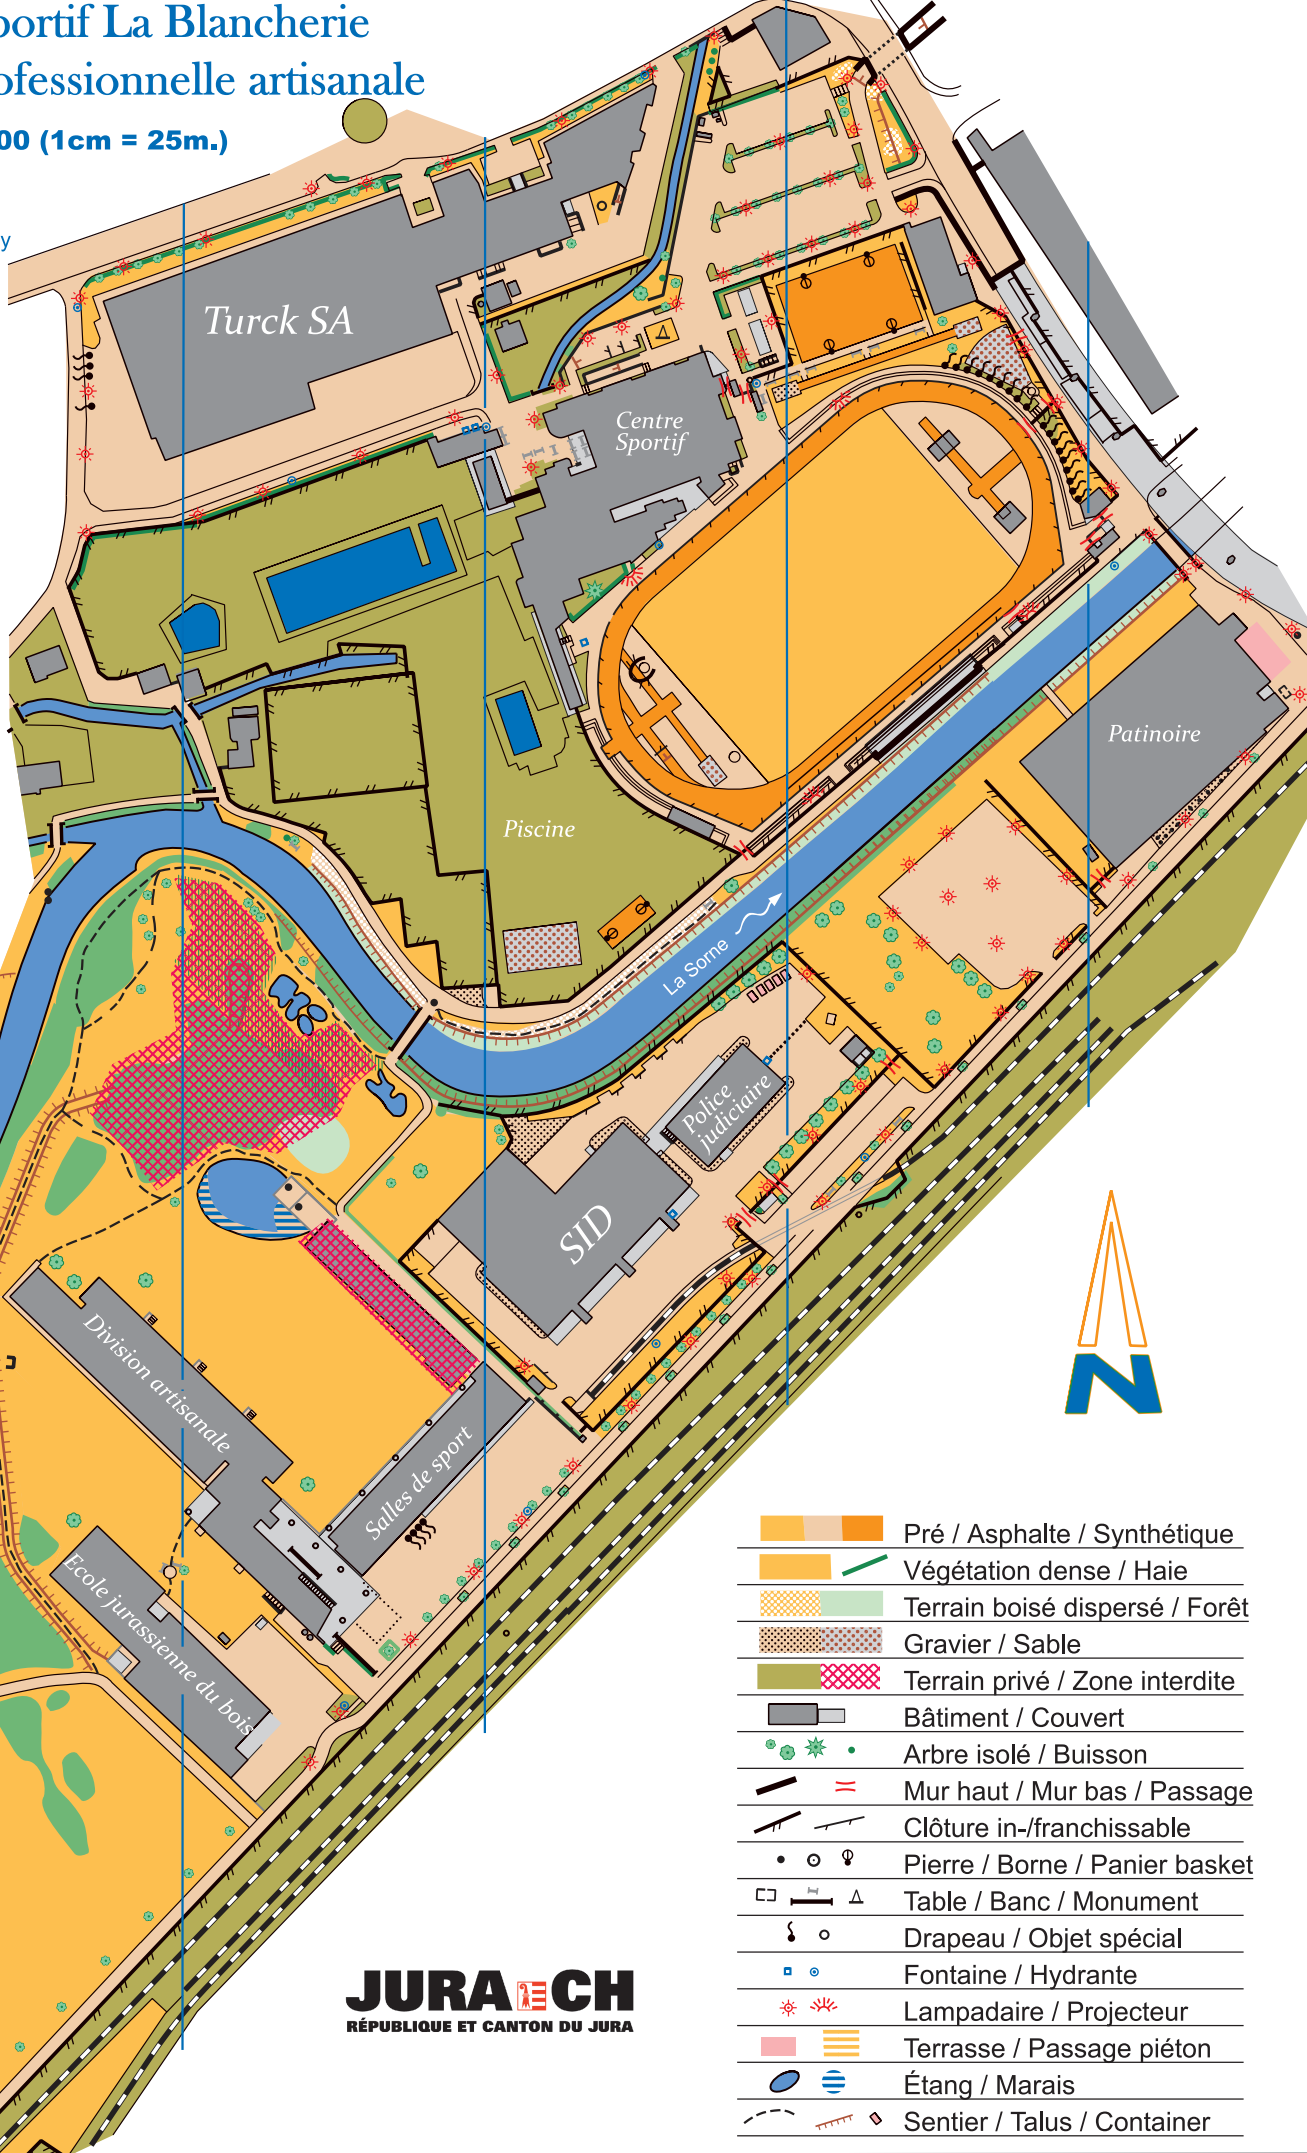 portif La Blancherie
ofessionnelle artisanale
00 (1cm = 25m.)
y
Turck SA
Centre
Sportif
Patinoire
Piscine
La Sorne
Police
judiciaire
SID
Division artisanale
Salles de sport
Ecole jurassienne du bois
N
Pré / Asphalte / Synthétique
Végétation dense / Haie
Terrain boisé dispersé / Forêt
Gravier / Sable
Terrain privé / Zone interdite
Bâtiment / Couvert
Arbre isolé / Buisson
Mur haut / Mur bas / Passage
Clôture in-/franchissable
Pierre / Borne / Panier basket
Table / Banc / Monument
Drapeau / Objet spécial
Fontaine / Hydrante
Lampadaire / Projecteur
Terrasse / Passage piéton
Étang / Marais
Sentier / Talus / Container
JURA CH
RÉPUBLIQUE ET CANTON DU JURA